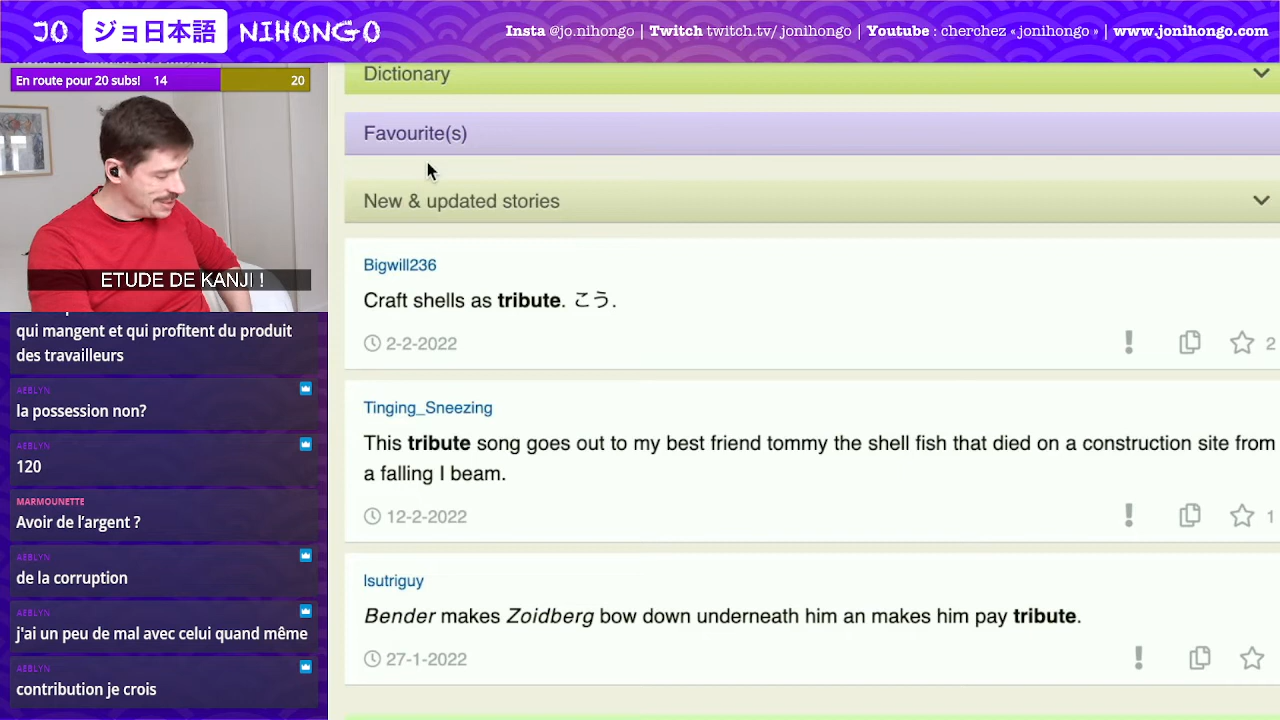 JO ジョ日本語 NIHONGO
Insta @jo.nihongo | Twitch twitch.tv/ jonihongo | Youtube : cherchez « jonihongo » | www.jonihongo.com
En route pour 20 subs! 14 20
ETUDE DE KANJI !
qui mangent et qui profitent du produit
des travailleurs
AEBLYN
la possession non?
AEBLYN
120
MARMOUNETTE
Avoir de l'argent ?
AEBLYN
de la corruption
AEBLYN
j'ai un peu de mal avec celui quand même
AEBLYN
contribution je crois
Dictionary
Favourite(s)
New & updated stories
Bigwill236
Craft shells as tribute. こう.
2-2-2022
2
Tinging_Sneezing
This tribute song goes out to my best friend tommy the shell fish that died on a construction site from
a falling I beam.
12-2-2022
1
lsutriguy
Bender makes Zoidberg bow down underneath him an makes him pay tribute.
27-1-2022